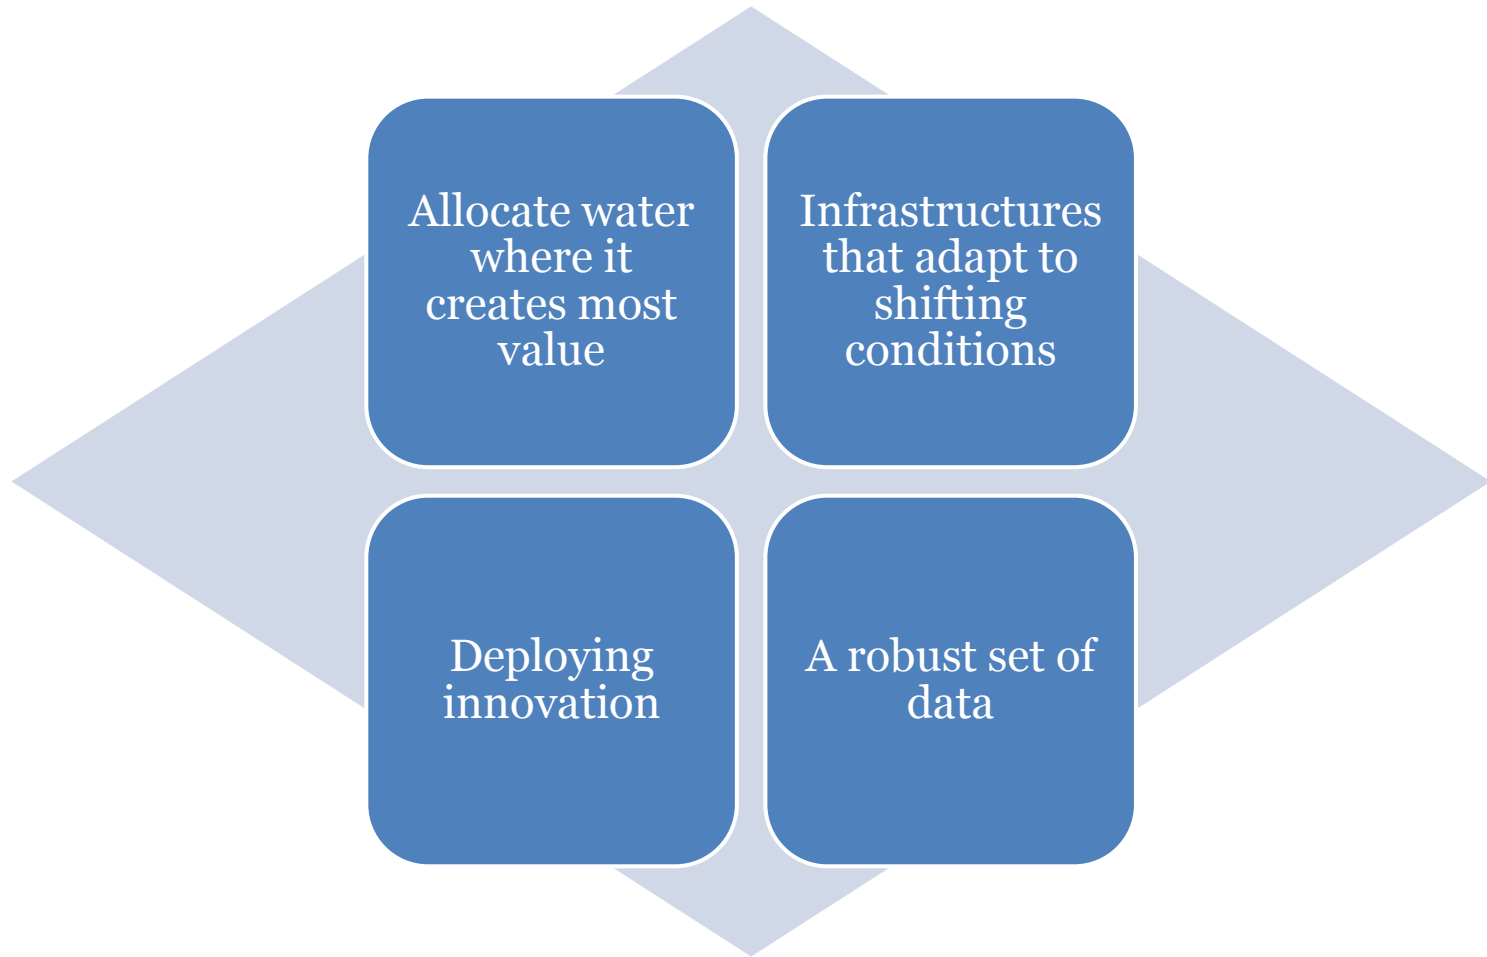 Allocate water
where it
creates most
value
Infrastructures
that adapt to
shifting
conditions
Deploying
innovation
A robust set of
data